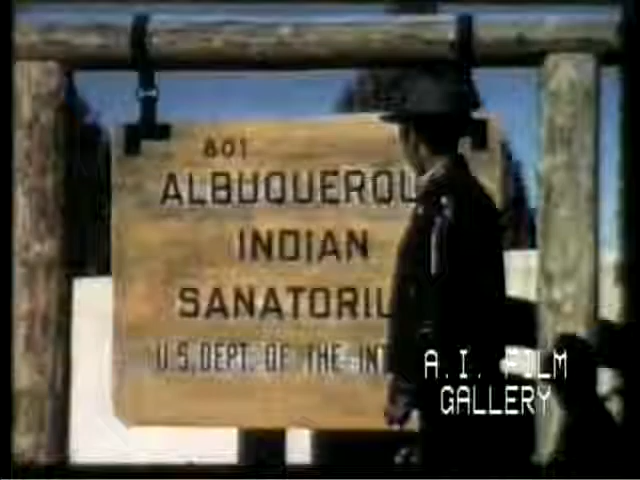 801
ALBUQUERQU
INDIAN
SANATORIU
U.S. DEPT. OF THE INT
A.I. FILM
GALLERY